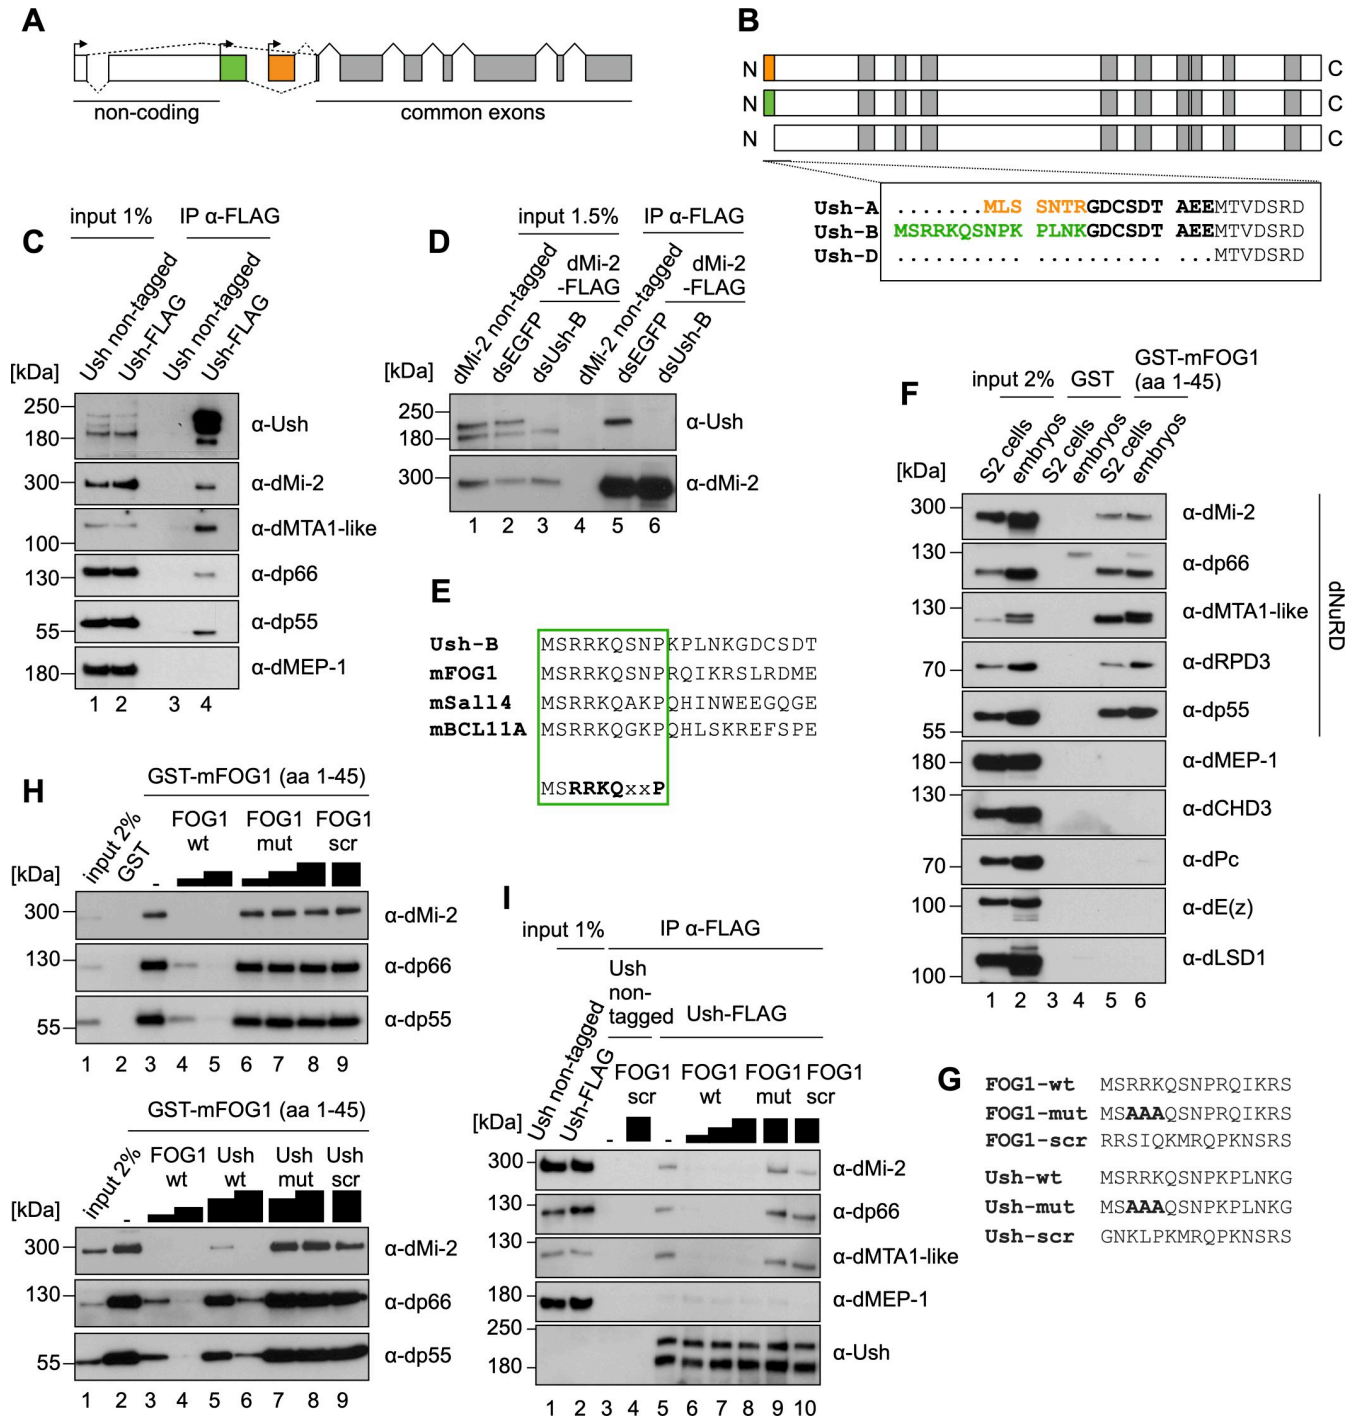 A
non-coding
common exons
B
N
C
N
C
N
C
Ush-A .......MLS SNTRGDCSDT AEEMTVDSRD
Ush-B MSRRKQSNPK PLNKGDCSDT AEEMTVDSRD
Ush-D .......... .......... ...MTVDSRD
C
input 1%
IP α-FLAG
Ush non-tagged
Ush-FLAG
Ush non-tagged
Ush-FLAG
[kDa]
250
180
α-Ush
300
α-dMi-2
100
α-dMTA1-like
130
α-dp66
55
α-dp55
180
α-dMEP-1
1 2 3 4
D
input 1.5%
IP α-FLAG
dMi-2
-FLAG
dMi-2
-FLAG
dMi-2 non-tagged
dsEGFP
dsUsh-B
dMi-2 non-tagged
dsEGFP
dsUsh-B
[kDa]
250
180
α-Ush
300
α-dMi-2
1 2 3 4 5 6
E
Ush-B MSRRKQSNPKPLNKGDCSDT
mFOG1 MSRRKQSNPRQIKRSLRDME
mSall4 MSRRKQAKPQHINWEEGQGE
mBCL11A MSRRKQGKPQHLSKREFSPE
MSRRKQxxP
F
input 2%
GST
GST-mFOG1
(aa 1-45)
S2 cells
embryos
S2 cells
embryos
S2 cells
embryos
[kDa]
300
α-dMi-2
130
α-dp66
130
α-dMTA1-like
70
α-dRPD3
55
α-dp55
dNuRD
180
α-dMEP-1
130
α-dCHD3
70
α-dPc
100
α-dE(z)
100
α-dLSD1
1 2 3 4 5 6
G
FOG1-wt MSRRKQSNPRQIKRS
FOG1-mut MSAAAQSNPRQIKRS
FOG1-scr RRSIQKMRQPKNSRS
Ush-wt MSRRKQSNPKPLNKG
Ush-mut MSAAAQSNPKPLNKG
Ush-scr GNKLPKMRQPKNSRS
H
GST-mFOG1 (aa 1-45)
input 2%
GST
-
FOG1
wt
FOG1
mut
FOG1
scr
[kDa]
300
α-dMi-2
130
α-dp66
55
α-dp55
1 2 3 4 5 6 7 8 9
GST-mFOG1 (aa 1-45)
input 2%
-
FOG1
wt
Ush
wt
Ush
mut
Ush
scr
[kDa]
300
α-dMi-2
130
α-dp66
55
α-dp55
1 2 3 4 5 6 7 8 9
I
input 1%
IP α-FLAG
Ush
non-
tagged
Ush-FLAG
Ush non-tagged
Ush-FLAG
-
FOG1
scr
-
FOG1
wt
FOG1
mut
FOG1
scr
[kDa]
300
α-dMi-2
130
α-dp66
130
α-dMTA1-like
180
α-dMEP-1
250
180
α-Ush
1 2 3 4 5 6 7 8 9 10